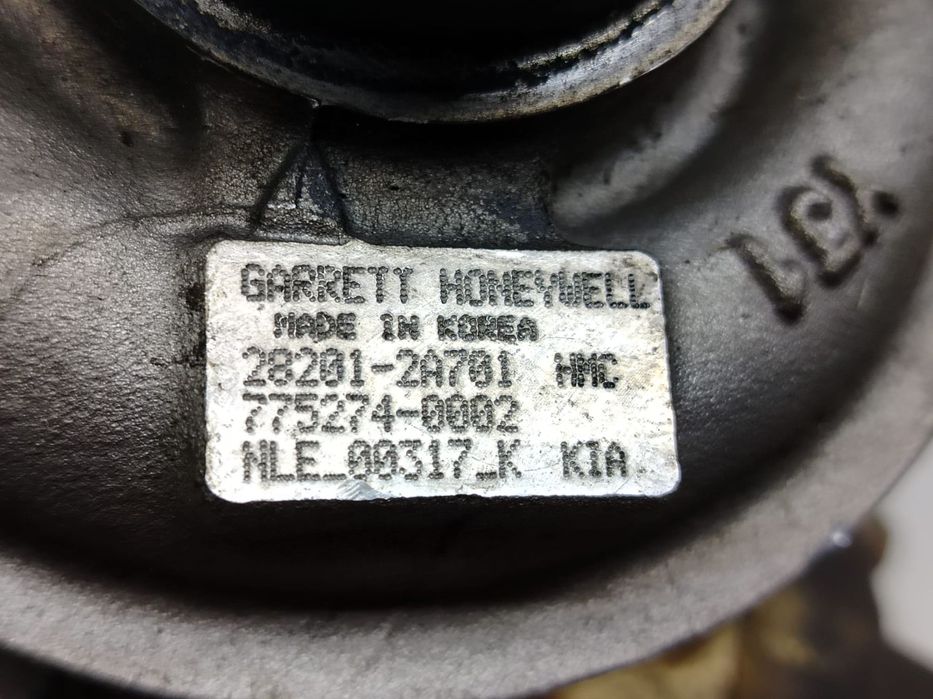 GARRETT HONEYWELL
MADE IN KOREA
28201-2A701 HMC
775274-0002
NLE_00317_K KIA